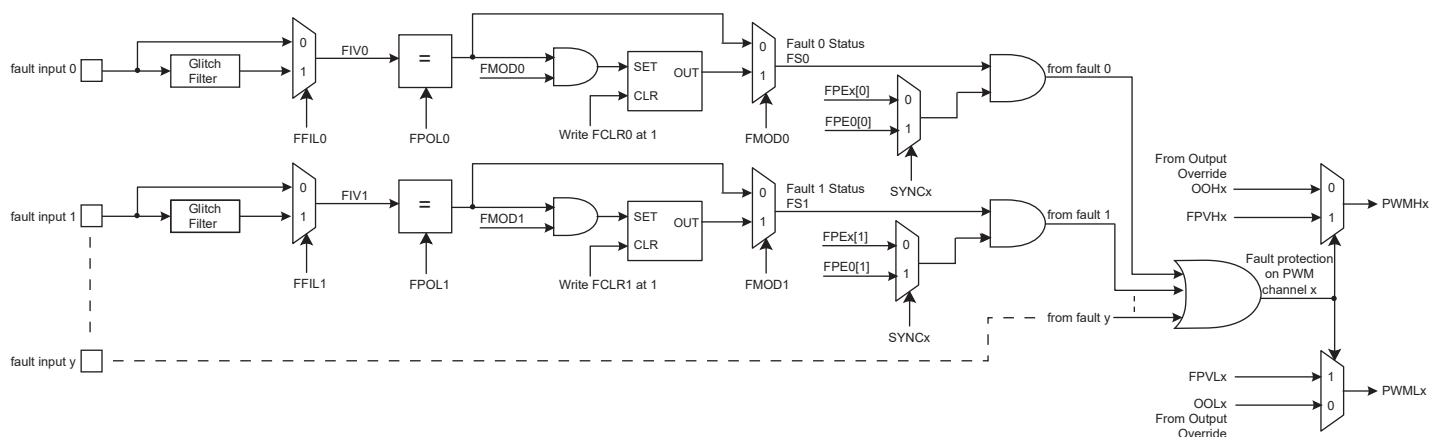 fault input 0
Glitch
Filter
0
1
FFIL0
FIV0
=
FPOL0
FMOD0
SET
OUT
CLR
Write FCLR0 at 1
0
1
FMOD0
Fault 0 Status
FS0
FPEx[0]
FPE0[0]
0
1
SYNCx
from fault 0
fault input 1
Glitch
Filter
0
1
FFIL1
FIV1
=
FPOL1
FMOD1
SET
OUT
CLR
Write FCLR1 at 1
0
1
FMOD1
Fault 1 Status
FS1
FPEx[1]
FPE0[1]
0
1
SYNCx
from fault 1
fault input y
from fault y
Fault protection
on PWM
channel x
From Output
Override
OOHx
FPVHx
0
1
PWMHx
FPVLx
OOLx
From Output
Override
1
0
PWMLx